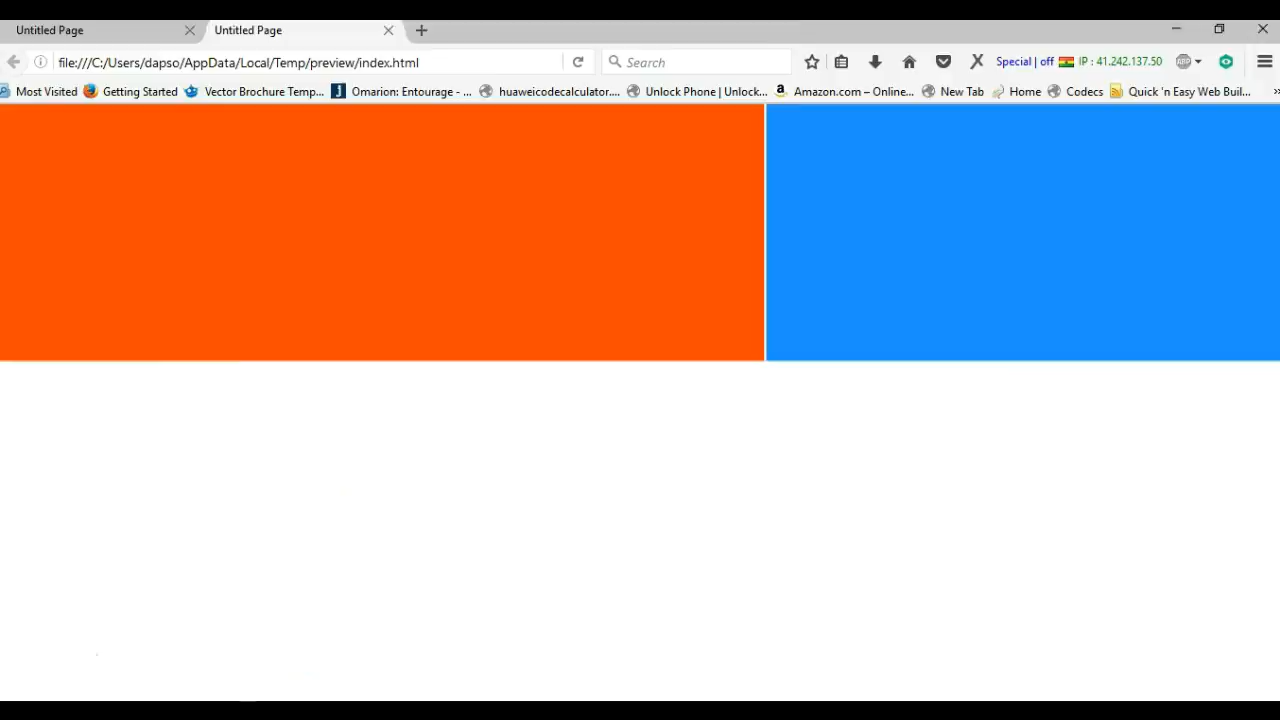 Untitled Page Untitled Page
file:///C:/Users/dapso/AppData/Local/Temp/preview/index.html Search Special | off IP : 41.242.137.50
Most Visited Getting Started Vector Brochure Temp... Omarion: Entourage - ... huaweicodecalculator.... Unlock Phone | Unlock... Amazon.com – Online... New Tab Home Codecs Quick 'n Easy Web Buil...